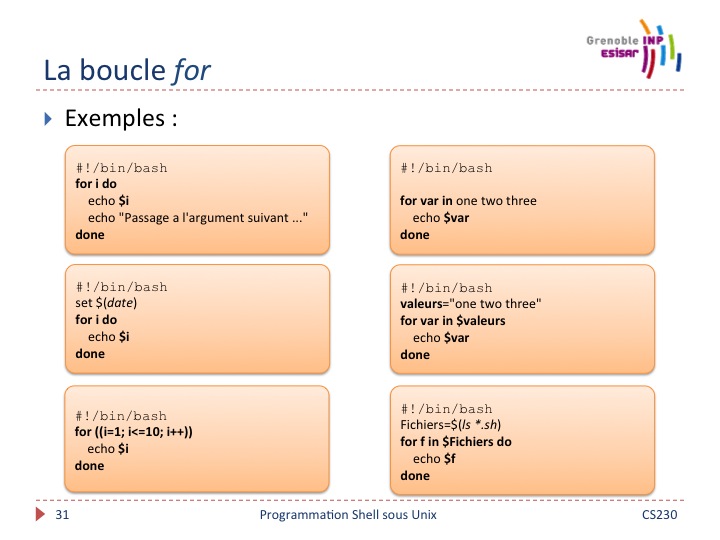 Grenoble INP
esisar
La boucle for
Exemples :
#!/bin/bash
for i do
echo $i
echo "Passage a l'argument suivant ..."
done
#!/bin/bash
for var in one two three
echo $var
done
#!/bin/bash
set $(date)
for i do
echo $i
done
#!/bin/bash
valeurs="one two three"
for var in $valeurs
echo $var
done
#!/bin/bash
for ((i=1; i<=10; i++))
echo $i
done
#!/bin/bash
Fichiers=$(ls *.sh)
for f in $Fichiers do
echo $f
done
31 Programmation Shell sous Unix CS230